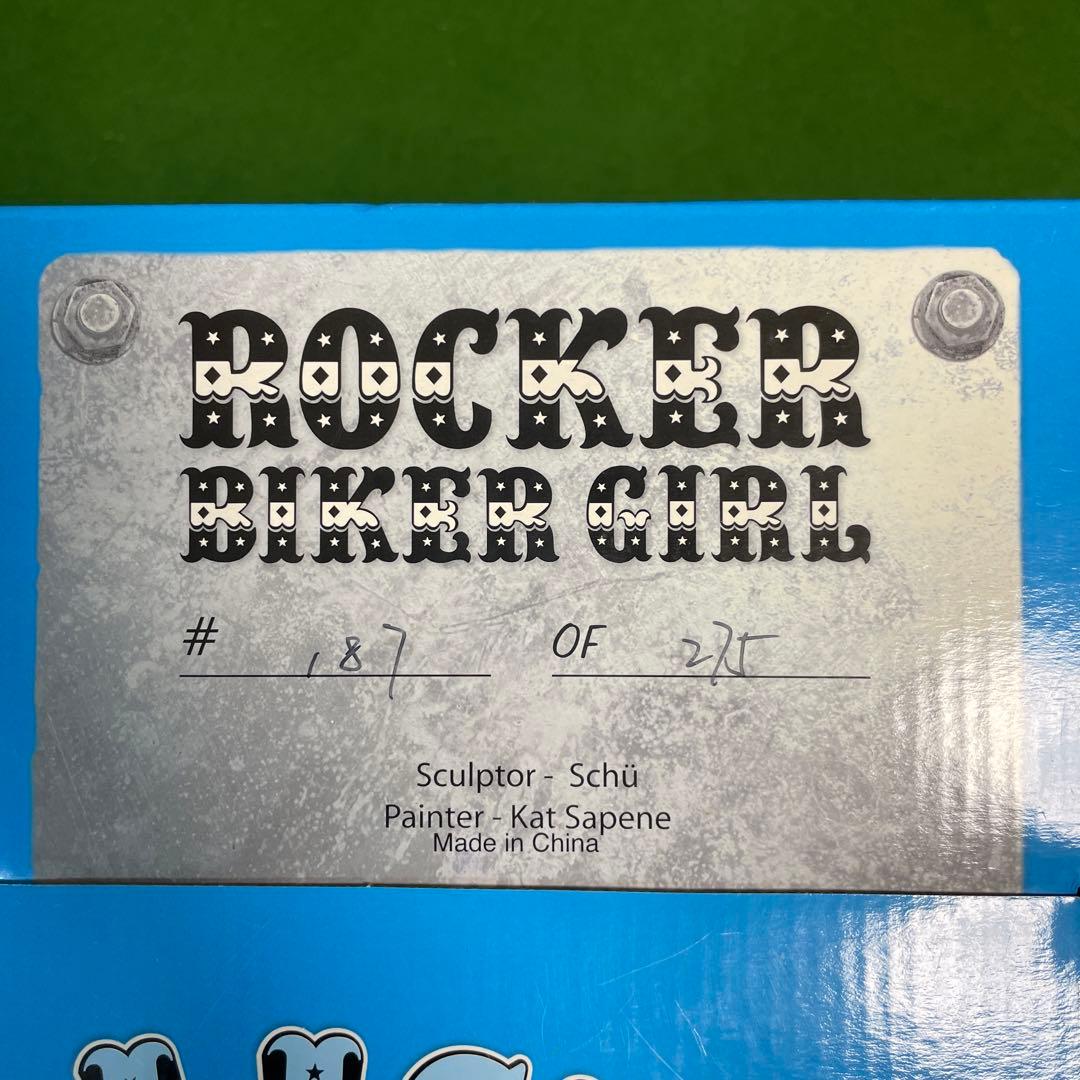 ROCKER
BIKER GIRL
# 187 OF 275
Sculptor - Schü
Painter - Kat Sapene
Made in China